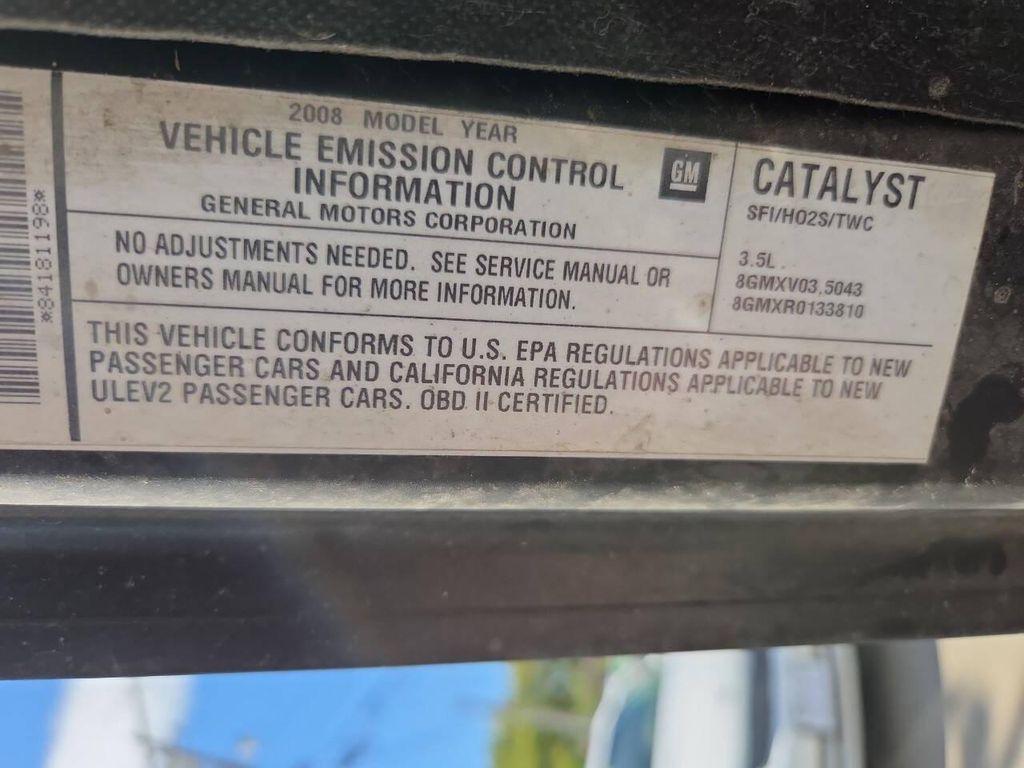 *84181198*
2008 MODEL YEAR
VEHICLE EMISSION CONTROL
INFORMATION
GENERAL MOTORS CORPORATION
GM
NO ADJUSTMENTS NEEDED. SEE SERVICE MANUAL OR
OWNERS MANUAL FOR MORE INFORMATION.
CATALYST
SFI/HO2S/TWC
3.5L
8GMXV03.5043
8GMXR0133810
THIS VEHICLE CONFORMS TO U.S. EPA REGULATIONS APPLICABLE TO NEW
PASSENGER CARS AND CALIFORNIA REGULATIONS APPLICABLE TO NEW
ULEV2 PASSENGER CARS. OBD II CERTIFIED.